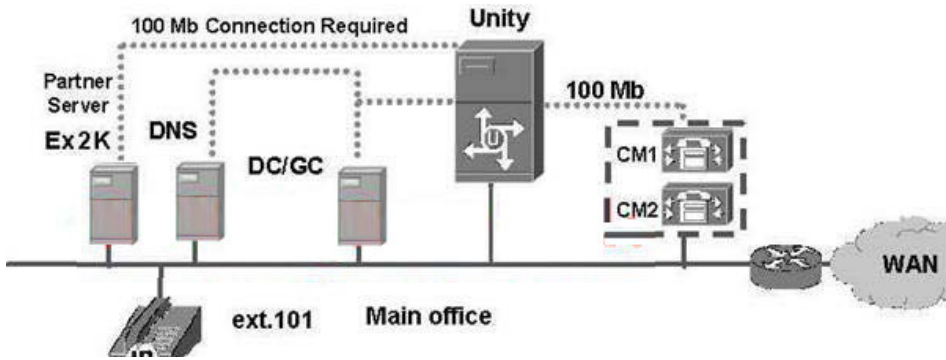 100 Mb Connection Required
Unity
Partner
Server
Ex2K
DNS
DC/GC
100 Mb
CM1
CM2
U
WAN
ext.101
Main office
IP